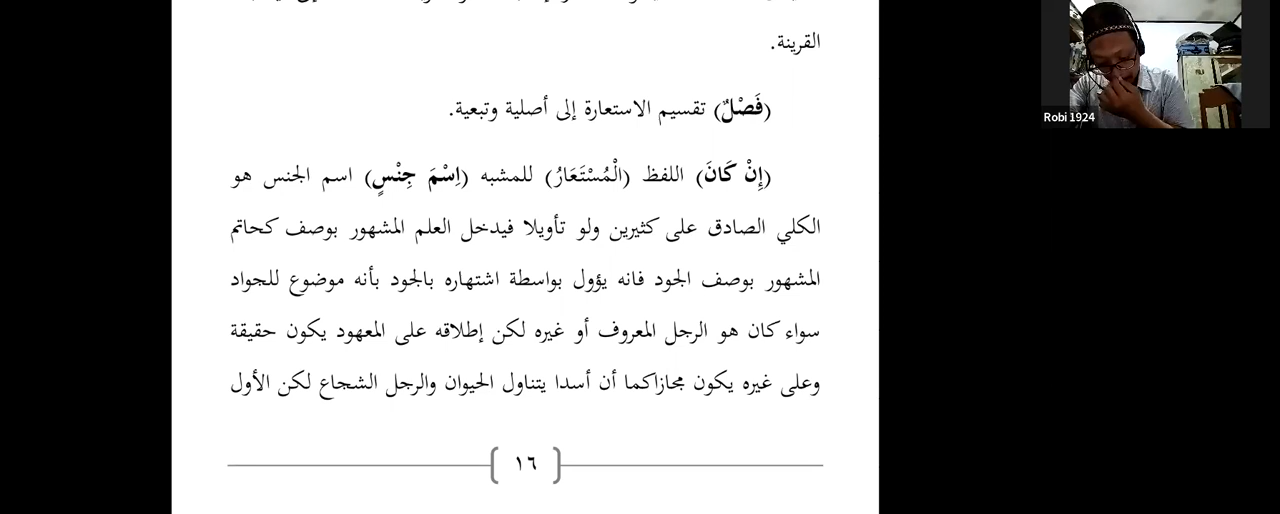 القرينة.
(فَصْلٌ) تقسيم الاستعارة إلى أصلية وتبعية.
(إِنْ كَانَ) اللفظ (الْمُسْتَعَارُ) للمشبه (اِسْمَ جِنْسٍ) اسم الجنس هو
الكلي الصادق على كثيرين ولو تأويلا فيدخل العلم المشهور بوصف كحاتم
المشهور بوصف الجود فانه يؤول بواسطة اشتهاره بالجود بأنه موضوع للجواد
سواء كان هو الرجل المعروف أو غيره لكن إطلاقه على المعهود يكون حقيقة
وعلى غيره يكون مجازاكما أن أسدا يتناول الحيوان والرجل الشجاع لكن الأول
١٦
Robi 1924